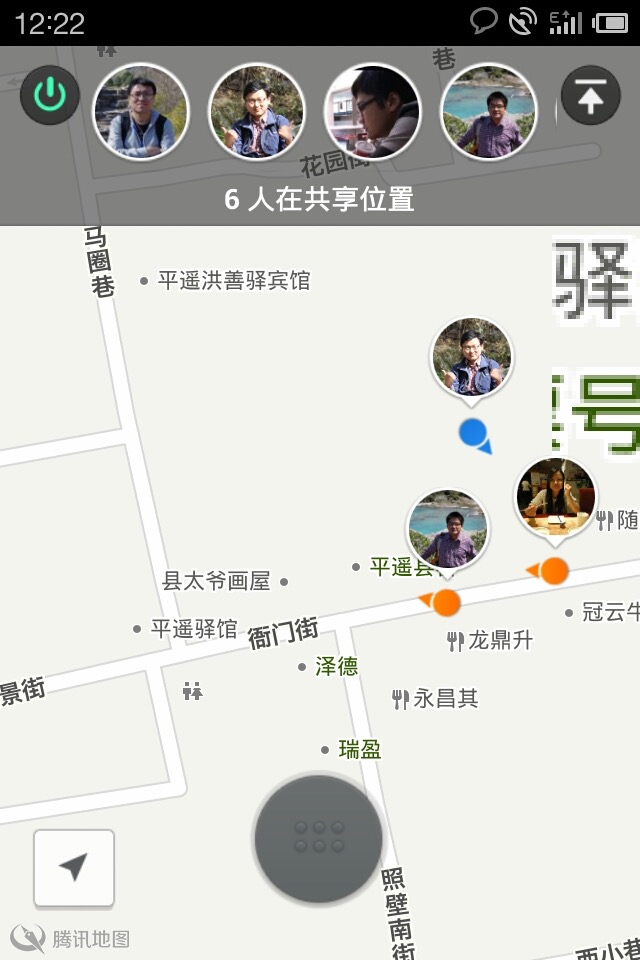 12:22
E
巷
花园街
6 人在共享位置
马圈巷
平遥洪善驿宾馆
驿
号
随
平遥县
县太爷画屋
冠云牛
平遥驿馆
衙门街
龙鼎升
泽德
景街
永昌其
瑞盈
照壁南街
腾讯地图
西小巷